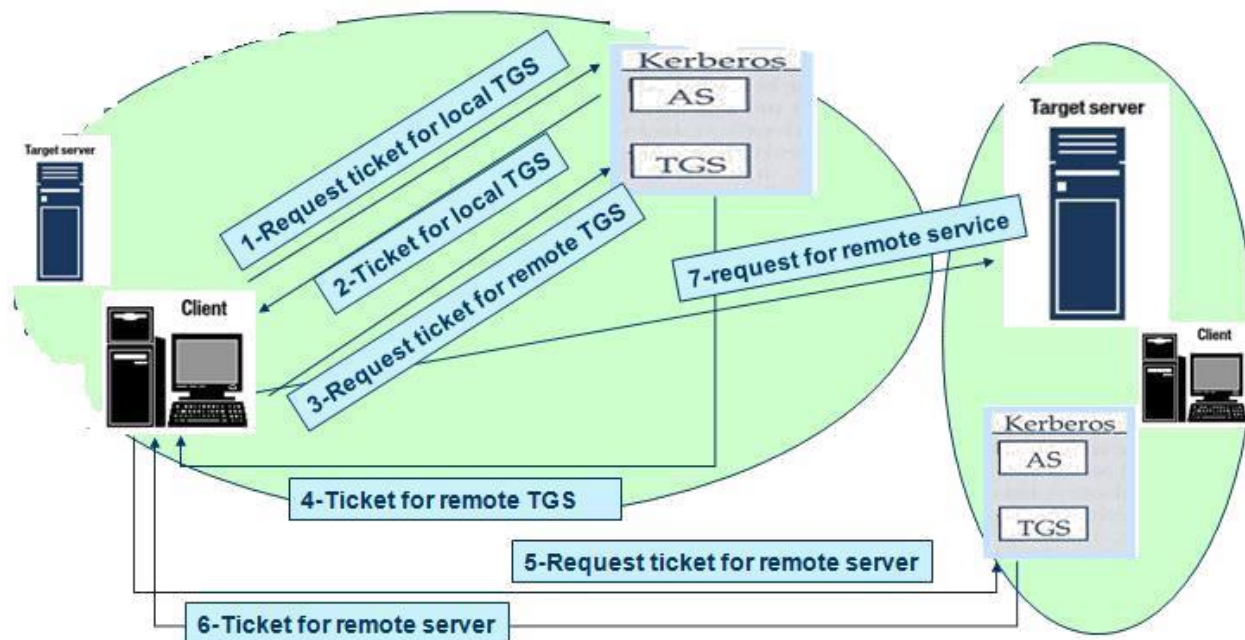 Kerberos
AS
TGS
Target server
Client
1-Request ticket for local TGS
2-Ticket for local TGS
3-Request ticket for remote TGS
7-request for remote service
Target server
Client
Kerberos
AS
TGS
4-Ticket for remote TGS
5-Request ticket for remote server
6-Ticket for remote server